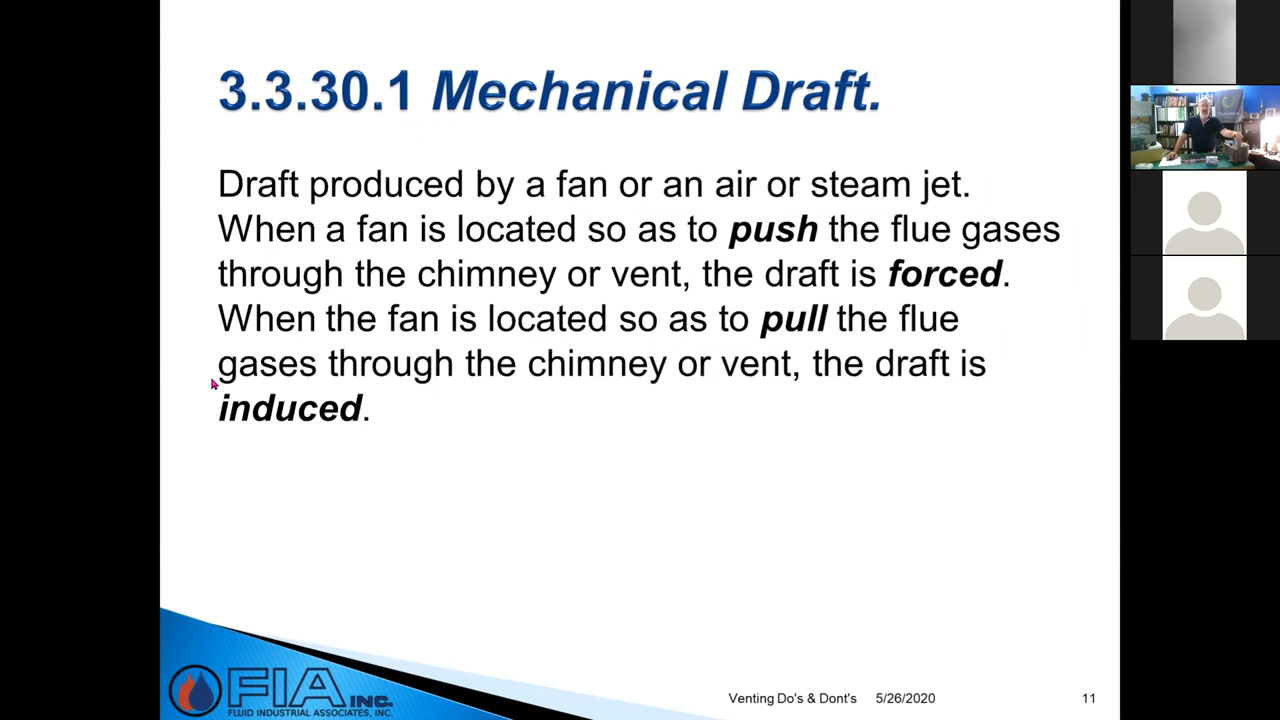 3.3.30.1 Mechanical Draft.
Draft produced by a fan or an air or steam jet.
When a fan is located so as to push the flue gases
through the chimney or vent, the draft is forced.
When the fan is located so as to pull the flue
gases through the chimney or vent, the draft is
induced.
FIA INC.
FLUID INDUSTRIAL ASSOCIATES, INC.
Venting Do's & Dont's 5/26/2020 11